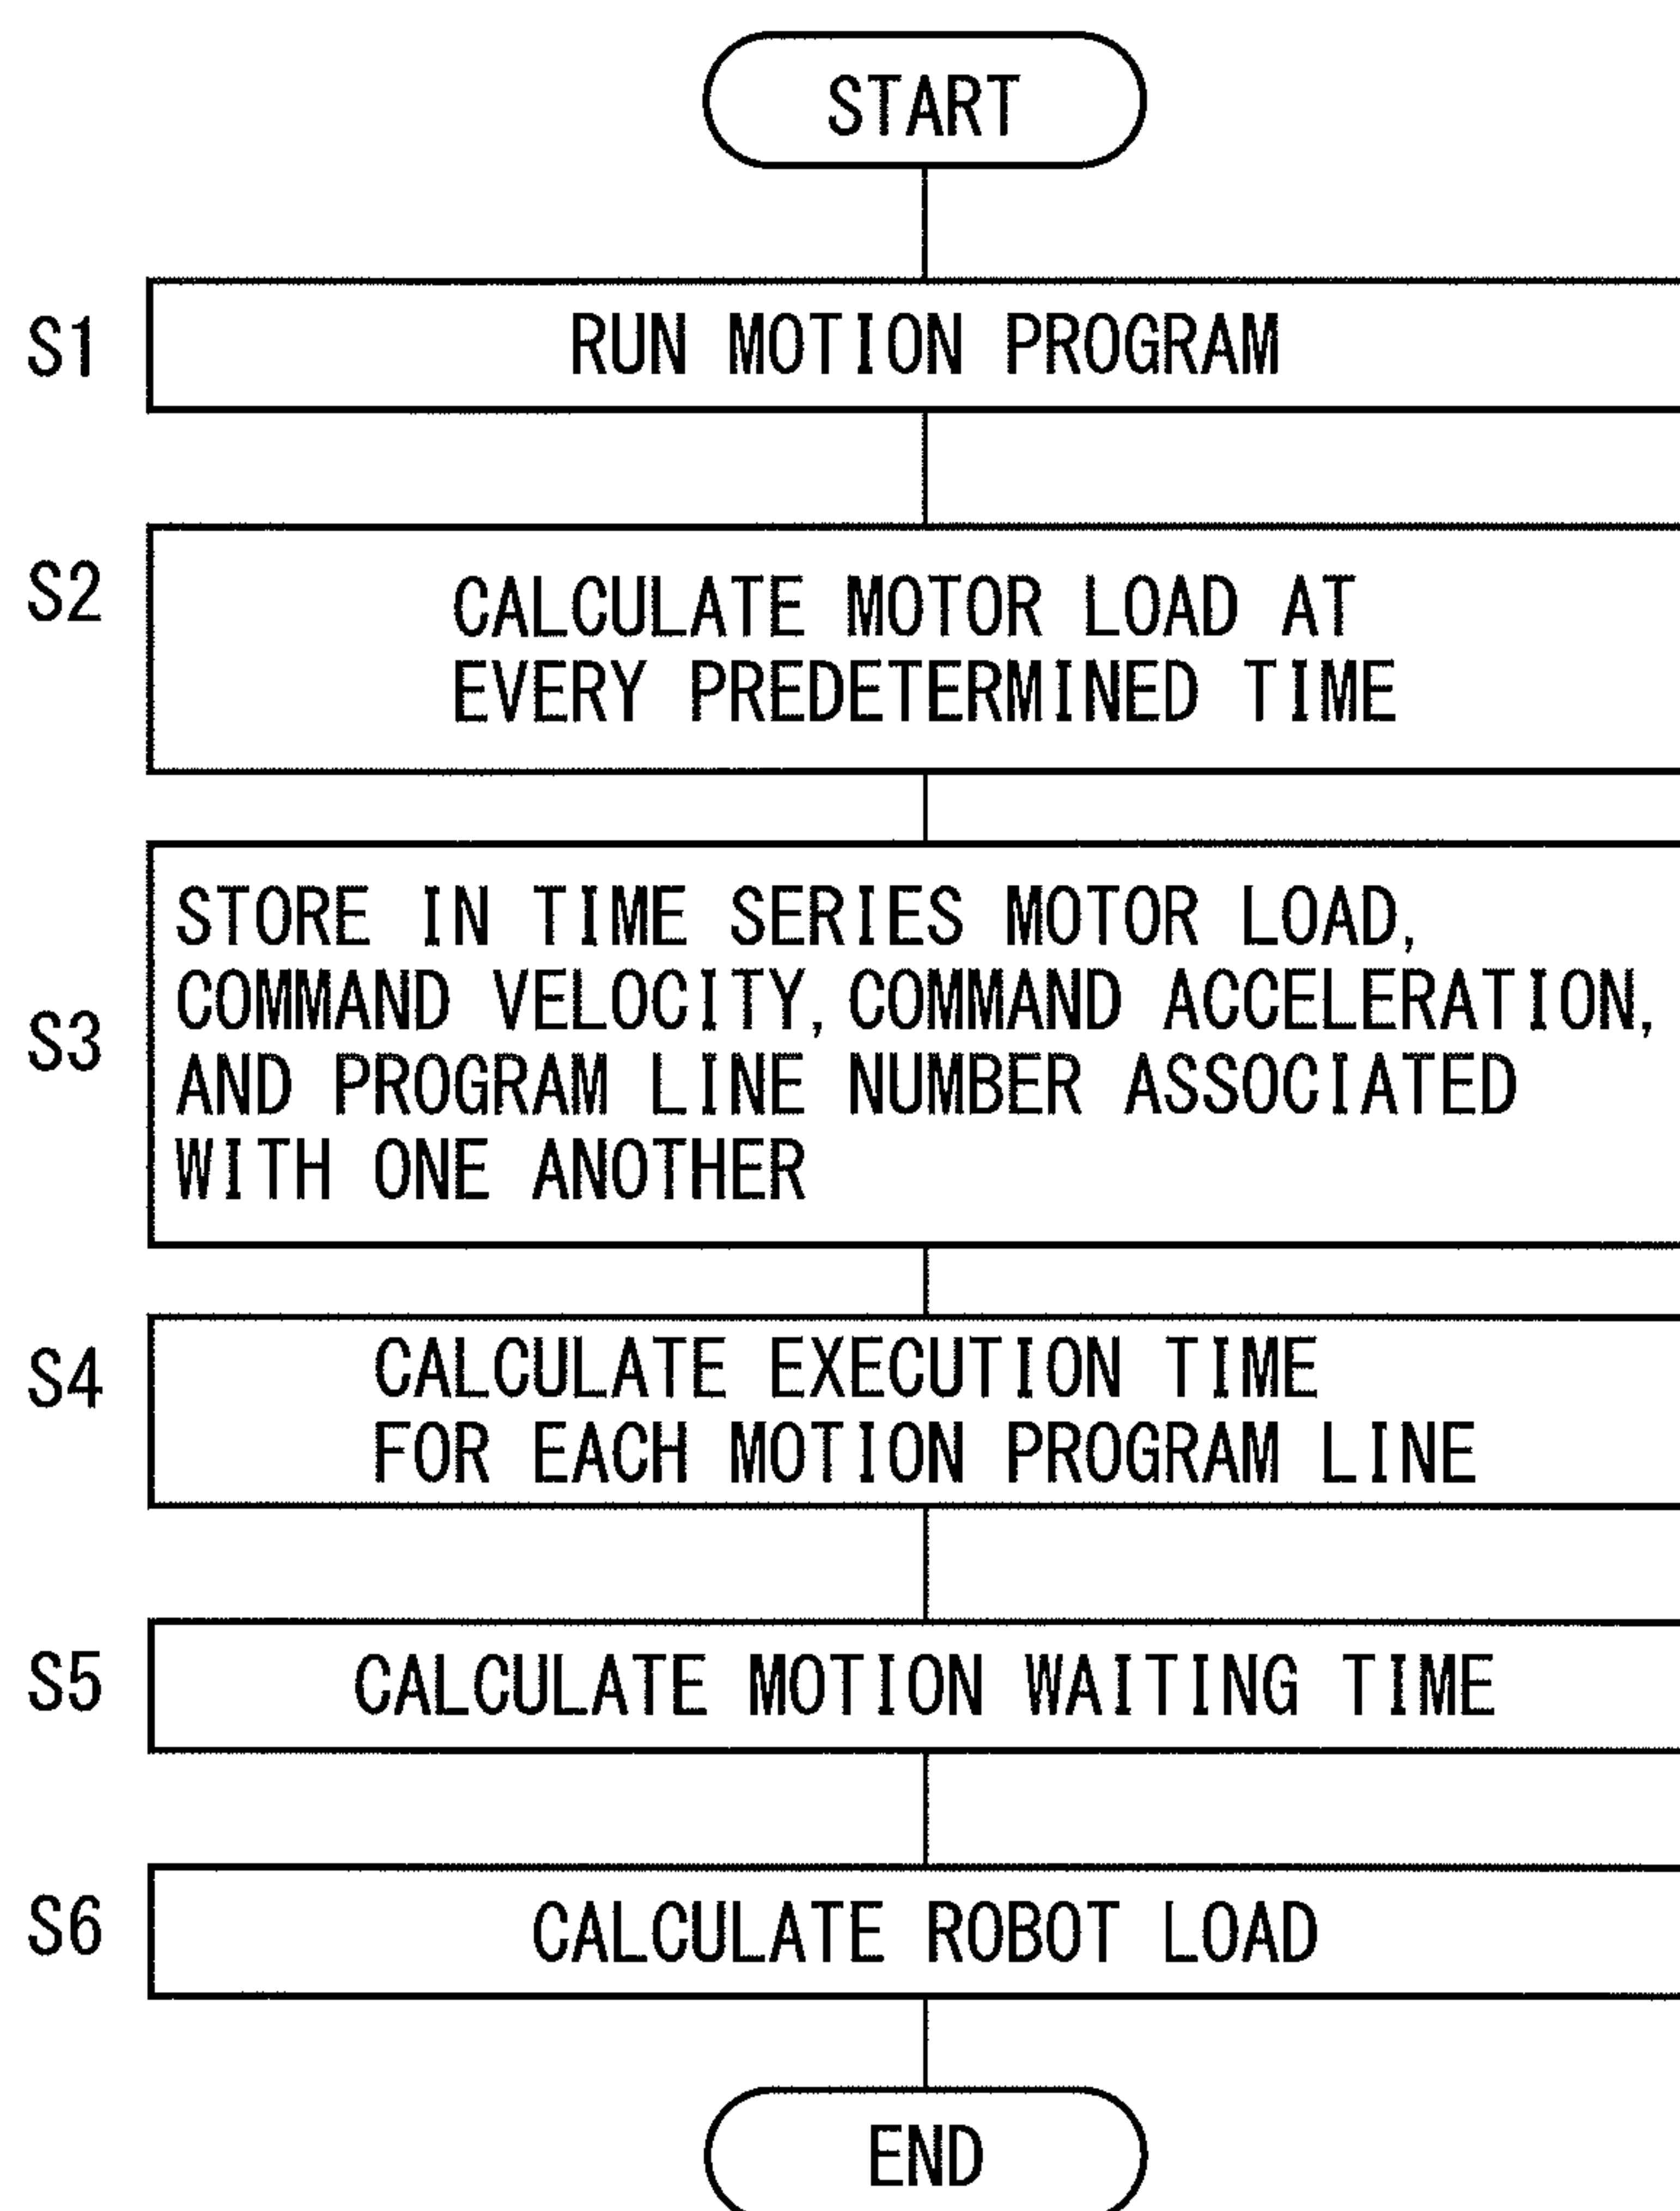 START
S1
RUN MOTION PROGRAM
S2
CALCULATE MOTOR LOAD AT
EVERY PREDETERMINED TIME
S3
STORE IN TIME SERIES MOTOR LOAD,
COMMAND VELOCITY, COMMAND ACCELERATION,
AND PROGRAM LINE NUMBER ASSOCIATED
WITH ONE ANOTHER
S4
CALCULATE EXECUTION TIME
FOR EACH MOTION PROGRAM LINE
S5
CALCULATE MOTION WAITING TIME
S6
CALCULATE ROBOT LOAD
END